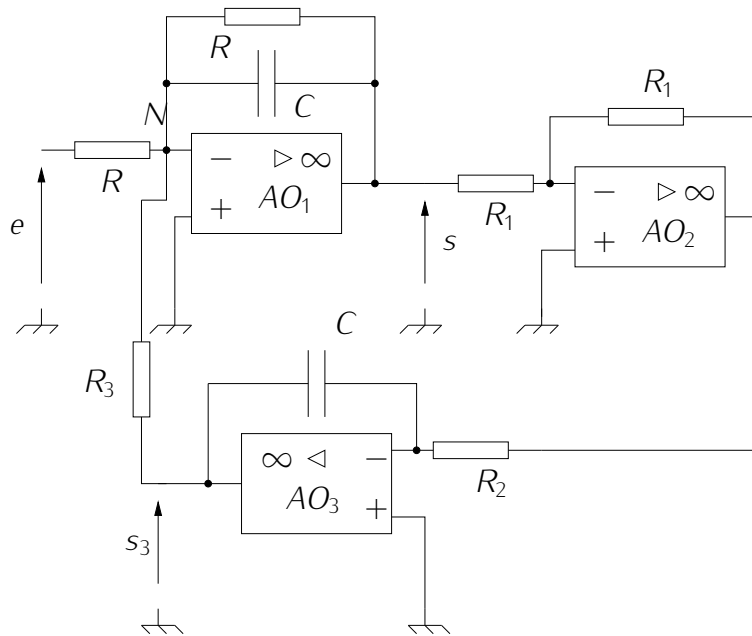 R
R₁
N
C
− ▷ ∞
R
+
AO₁
− ▷ ∞
R₁
+
AO₂
e
s
C
R₃
∞ ◁ −
AO₃
+
R₂
s₃